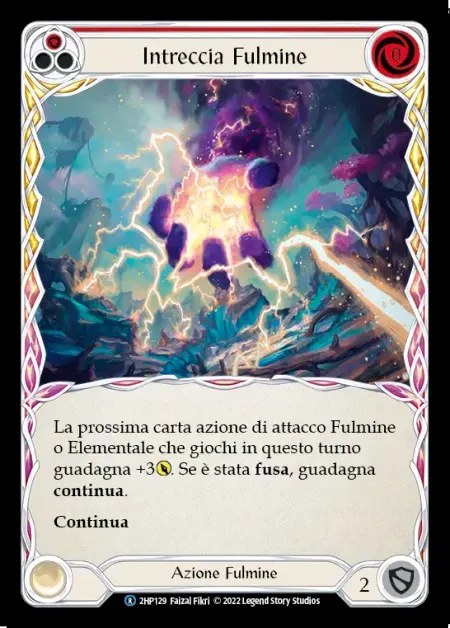 Intreccia Fulmine
0
La prossima carta azione di attacco Fulmine
o Elementale che giochi in questo turno
guadagna +3. Se è stata fusa, guadagna
continua.
Continua
Azione Fulmine
2
R 2HP129 Faizal Fikri © 2022 Legend Story Studios